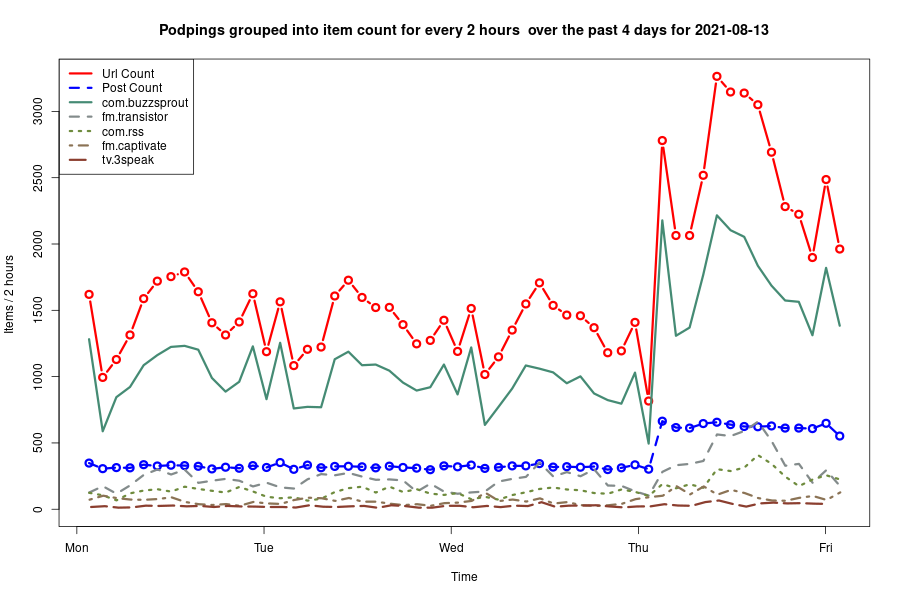 Podpings grouped into item count for every 2 hours  over the past 4 days for 2021-08-13
Url Count
Post Count
com.buzzsprout
fm.transistor
com.rss
fm.captivate
tv.3speak
Items / 2 hours
3000
2500
2000
1500
1000
500
0
Mon
Tue
Wed
Thu
Fri
Time